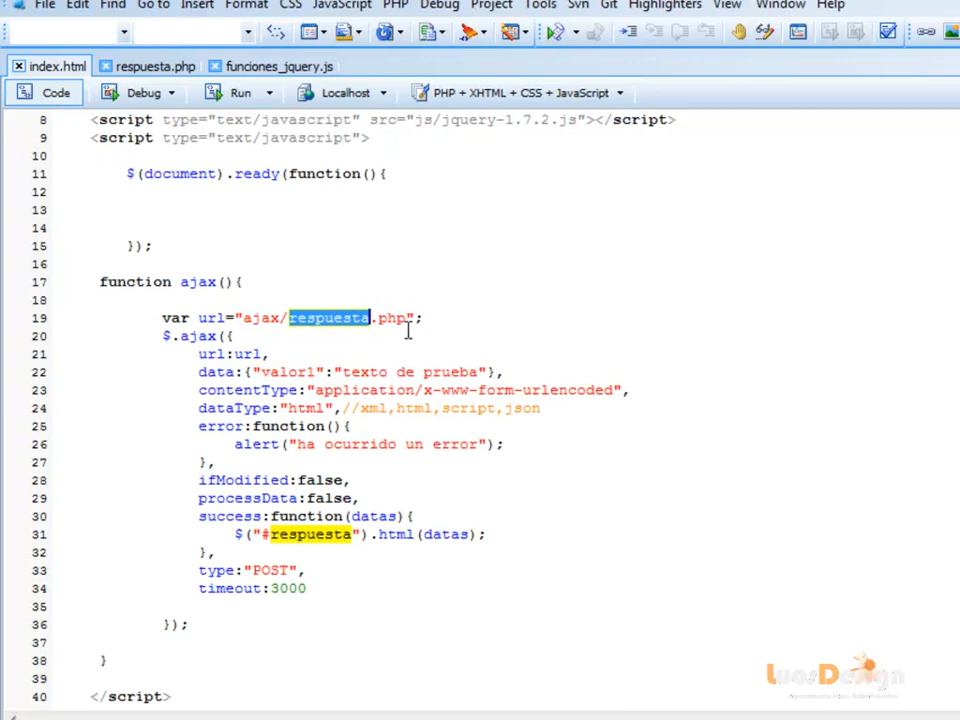 File Edit Find Go to Insert Format CSS JavaScript PHP Debug Project Tools Svn Git Highlighters View Window Help
index.html respuesta.php funciones_jquery.js
Code Debug Run Localhost PHP + XHTML + CSS + JavaScript
8 <script type="text/javascript" src="js/jquery-1.7.2.js"></script>
9 <script type="text/javascript">
10
11 $(document).ready(function(){
12
13
14
15 });
16
17 function ajax(){
18
19 var url="ajax/respuesta.php";
20 $.ajax({
21 url:url,
22 data:{"valor1":"texto de prueba"},
23 contentType:"application/x-www-form-urlencoded",
24 dataType:"html",//xml,html,script,json
25 error:function(){
26 alert("ha ocurrido un error");
27 },
28 ifModified:false,
29 processData:false,
30 success:function(datas){
31 $("#respuesta").html(datas);
32 },
33 type:"POST",
34 timeout:3000
35
36 });
37
38 }
39
40 </script>
LuosDesign